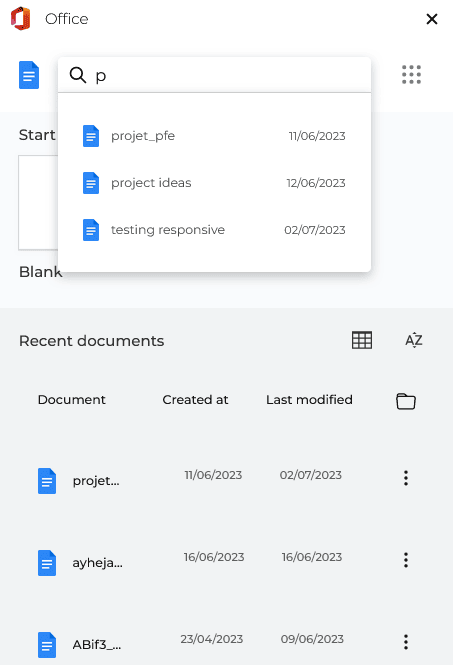 Office
p
projet_pfe 11/06/2023
project ideas 12/06/2023
testing responsive 02/07/2023
Start
Blank
Recent documents AZ
Document Created at Last modified
projet... 11/06/2023 02/07/2023
ayheja... 16/06/2023 16/06/2023
ABif3_... 23/04/2023 09/06/2023